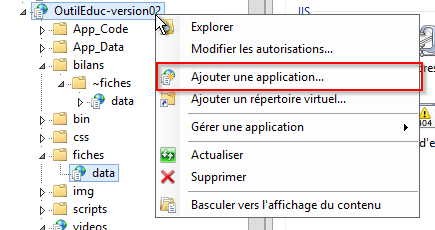 OutilEduc-version02
App_Code
App_Data
bilans
~fiches
data
bin
css
fiches
data
img
scripts
videos
Explorer
Modifier les autorisations...
Ajouter une application...
Ajouter un répertoire virtuel...
Gérer une application
Actualiser
Supprimer
Basculer vers l'affichage du contenu
IIS
404